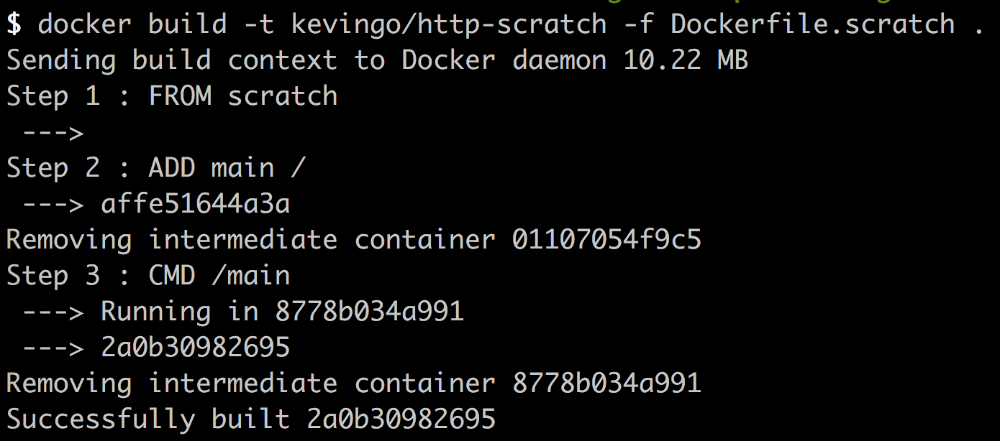 $ docker build -t kevingo/http-scratch -f Dockerfile.scratch .
Sending build context to Docker daemon 10.22 MB
Step 1 : FROM scratch
 --->
Step 2 : ADD main /
 ---> affe51644a3a
Removing intermediate container 01107054f9c5
Step 3 : CMD /main
 ---> Running in 8778b034a991
 ---> 2a0b30982695
Removing intermediate container 8778b034a991
Successfully built 2a0b30982695